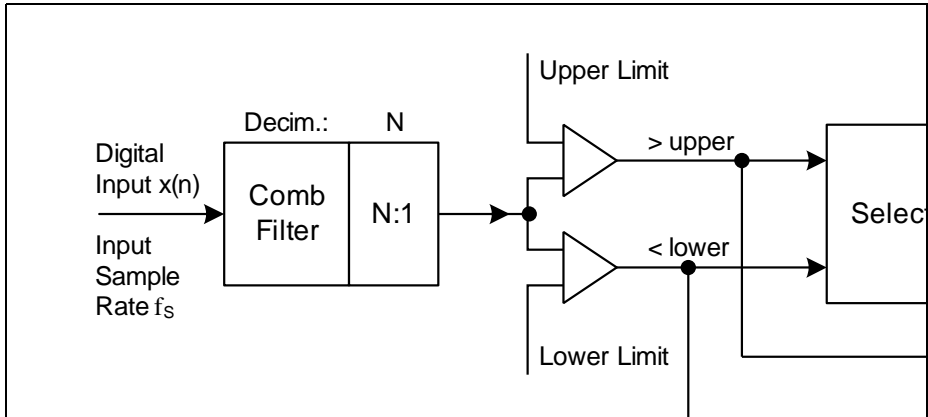 Upper Limit
Decim.: N
> upper
Digital
Input x(n)
Comb
Filter
N:1
Input
Sample
Rate fS
< lower
Lower Limit